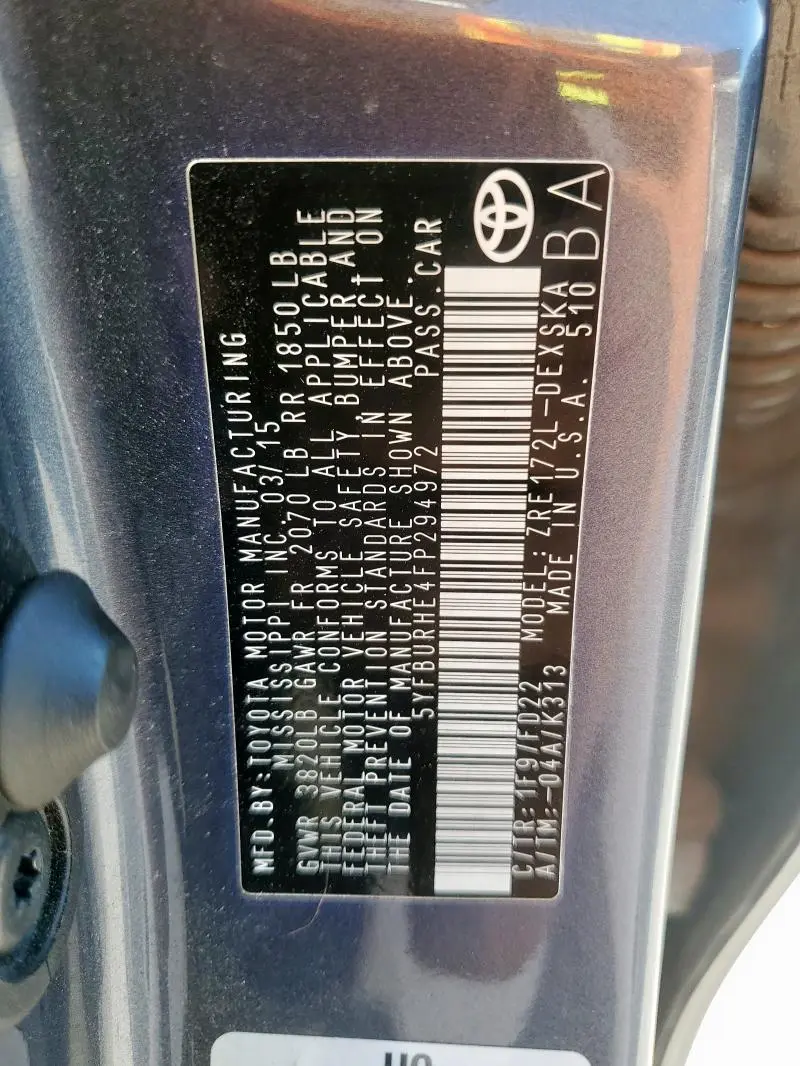 MFD.BY:TOYOTA MOTOR MANUFACTURING
MISSISSIPPI INC.03/15
GVWR 3820LB GAWR FR 2070 LB RR 1850 LB
THIS VEHICLE CONFORMS TO ALL APPLICABLE
FEDERAL MOTOR VEHICLE SAFETY, BUMPER, AND
THEFT PREVENTION STANDARDS IN EFFECT ON
THE DATE OF MANUFACTURE SHOWN ABOVE.
5YFBURHE4FP294972 PASS.CAR
C/TR:1F9/FD22 MODEL:ZRE172L-DEXSKA
A/TM:-04A/K313 MADE IN U.S.A. 510 BA